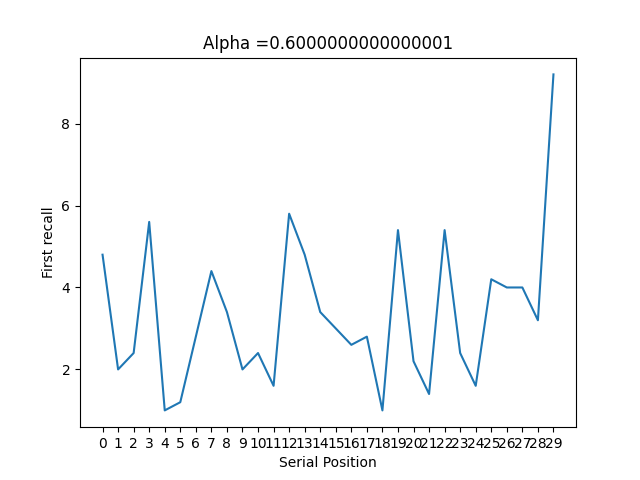 Alpha =0.6000000000000001
8
6
4
2
First recall
0 1 2 3 4 5 6 7 8 9 10 11 12 13 14 15 16 17 18 19 20 21 22 23 24 25 26 27 28 29
Serial Position